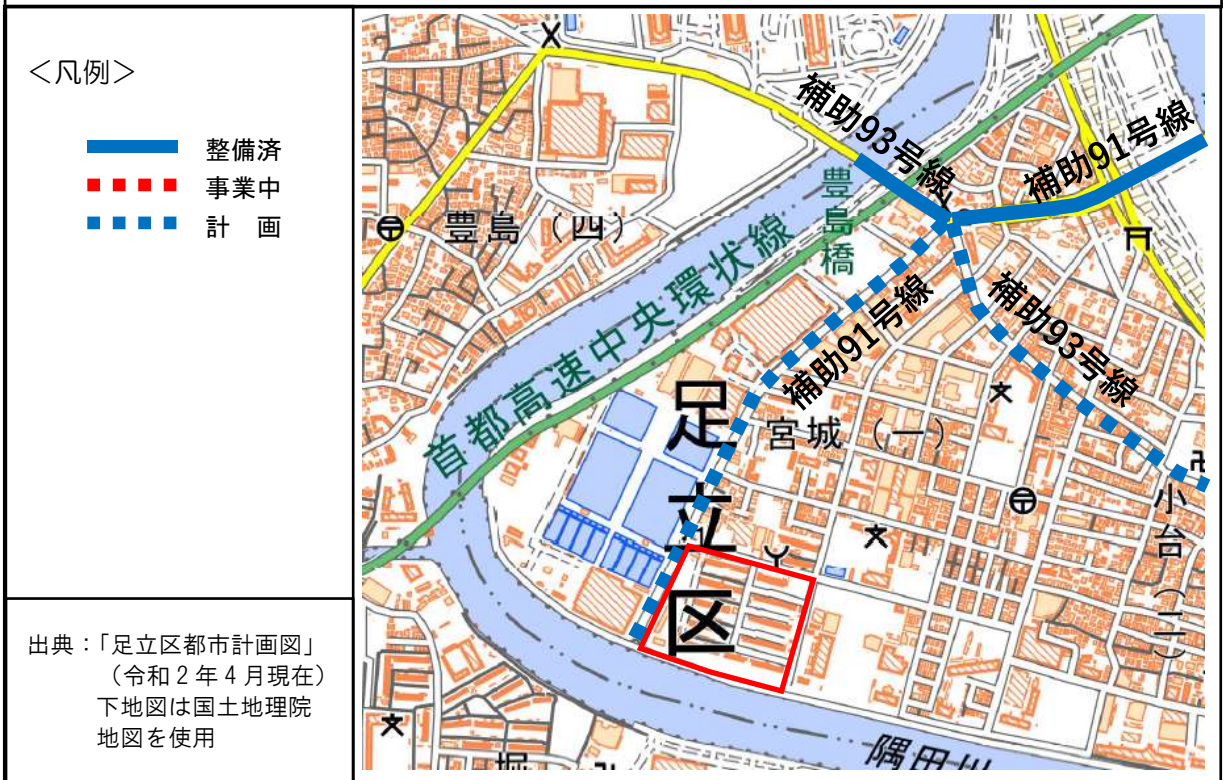 <凡例>
整備済
事業中
計　画
出典：「足立区都市計画図」
（令和２年４月現在）
下地図は国土地理院
地図を使用
補助93号線
補助91号線
豊島橋
豊島（四）
首都高速中央環状線
補助91号線
補助93号線
足立区
宮城（一）
小台（二）
隅田川
堀